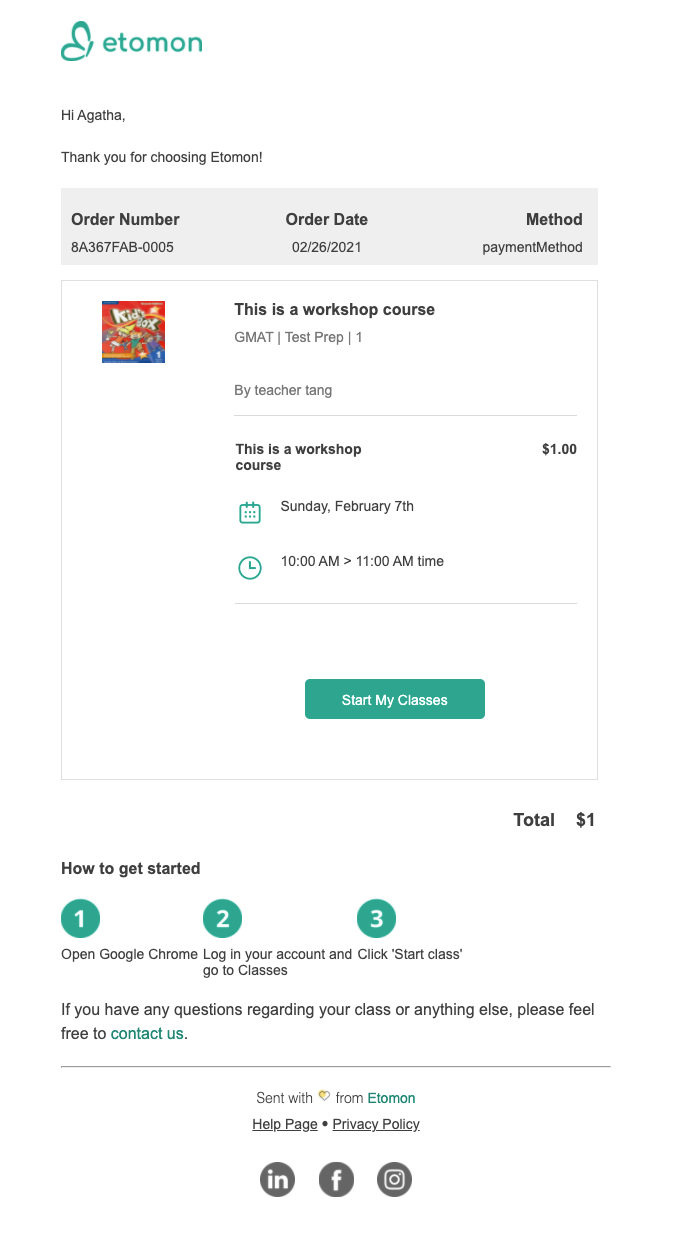 etomon
Hi Agatha,
Thank you for choosing Etomon!
Order Number Order Date Method
8A367FAB-0005 02/26/2021 paymentMethod
Kid's
Box
1
This is a workshop course
GMAT | Test Prep | 1
By teacher tang
This is a workshop $1.00
course
Sunday, February 7th
10:00 AM > 11:00 AM time
Start My Classes
Total $1
How to get started
1 2 3
Open Google Chrome Log in your account and Click 'Start class'
go to Classes
If you have any questions regarding your class or anything else, please feel
free to contact us.
Sent with from Etomon
Help Page • Privacy Policy
in f